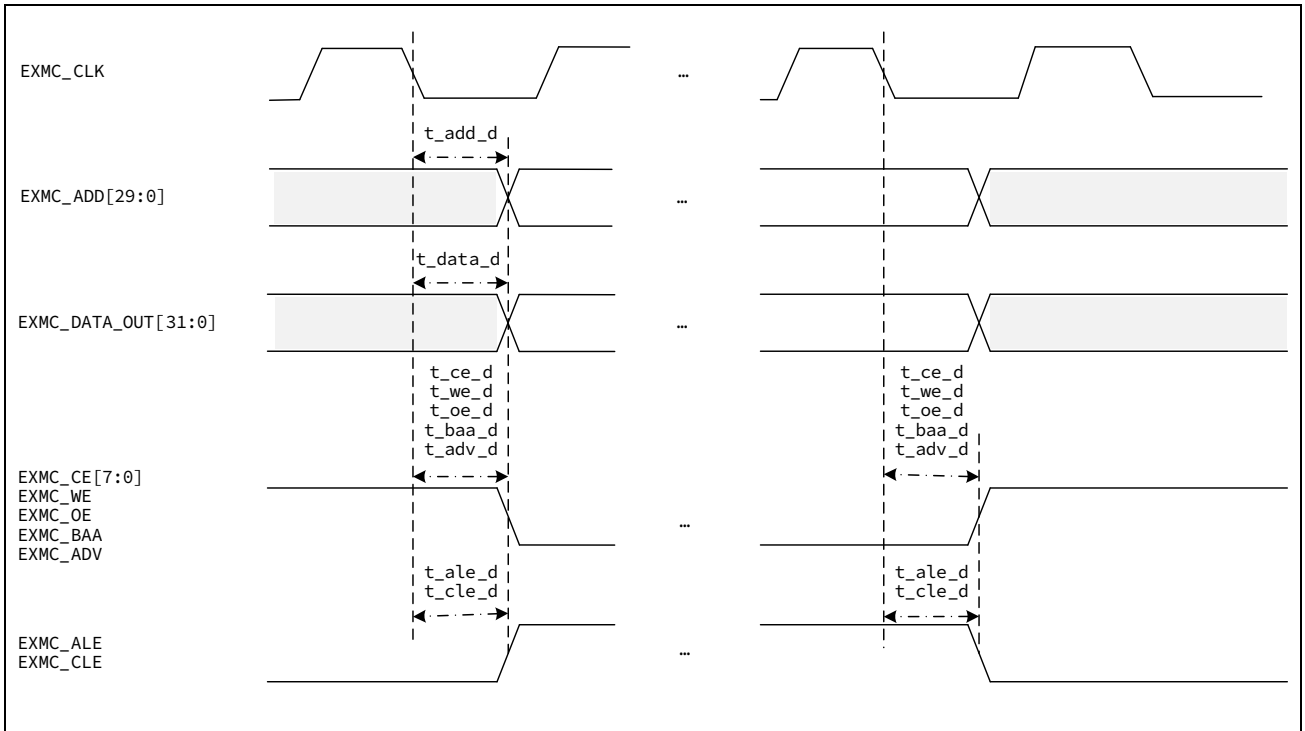 EXMC_CLK
…
t_add_d
EXMC_ADD[29:0]
…
t_data_d
EXMC_DATA_OUT[31:0]
…
t_ce_d
t_we_d
t_oe_d
t_baa_d
t_adv_d
t_ce_d
t_we_d
t_oe_d
t_baa_d
t_adv_d
EXMC_CE[7:0]
EXMC_WE
EXMC_OE
EXMC_BAA
EXMC_ADV
…
t_ale_d
t_cle_d
t_ale_d
t_cle_d
EXMC_ALE
EXMC_CLE
…